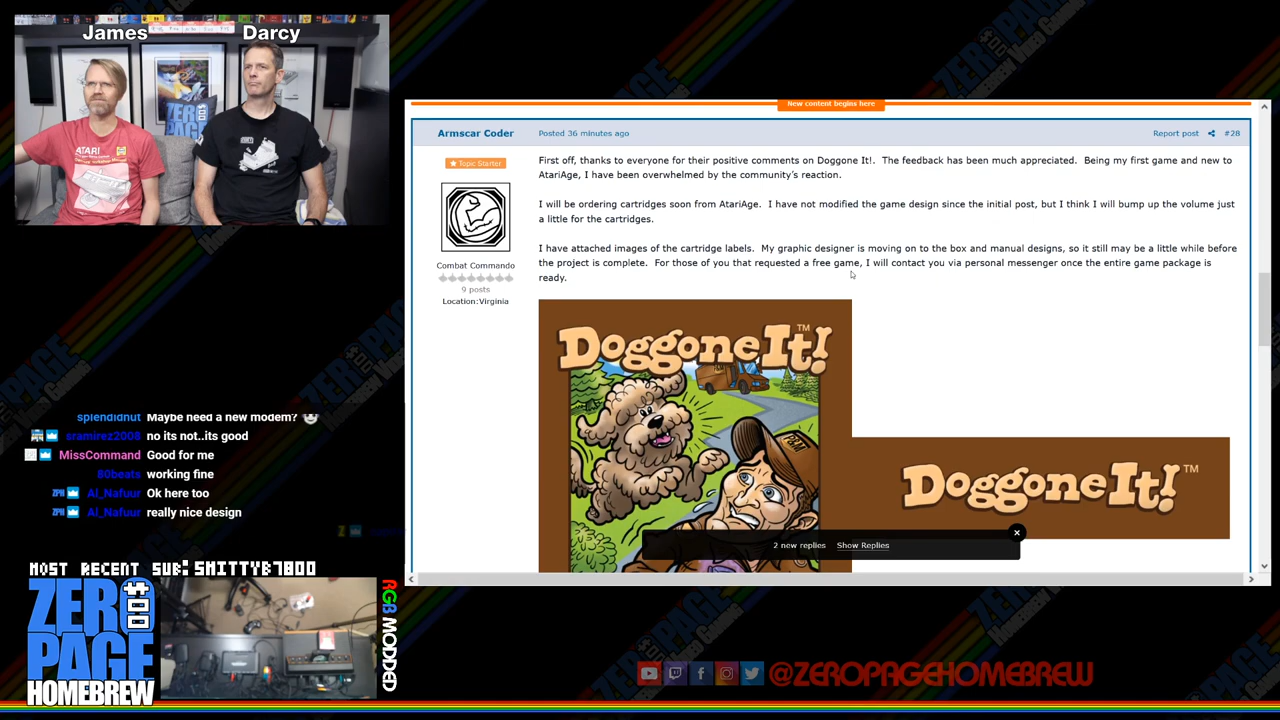 James
Darcy
ATARI
ZERO
PAGE
New content begins here
Armscar Coder
Posted 36 minutes ago
Report post
#28
★ Topic Starter
Combat Commando
9 posts
Location:Virginia
First off, thanks to everyone for their positive comments on Doggone It!. The feedback has been much appreciated. Being my first game and new to
AtariAge, I have been overwhelmed by the community's reaction.
I will be ordering cartridges soon from AtariAge. I have not modified the game design since the initial post, but I think I will bump up the volume just
a little for the cartridges.
I have attached images of the cartridge labels. My graphic designer is moving on to the box and manual designs, so it still may be a little while before
the project is complete. For those of you that requested a free game, I will contact you via personal messenger once the entire game package is
ready.
DoggoneIt!™
DoggoneIt!™
2 new replies Show Replies
splendidnut Maybe need a new modem?
sramirez2008 no its not..its good
MissCommand Good for me
80beats working fine
Al_Nafuur Ok here too
Al_Nafuur really nice design
MOST RECENT SUB: SMITTYB7800
ZERO
$00
PAGE
HOMEBREW
RGB MODDED
@ZEROPAGEHOMEBREW